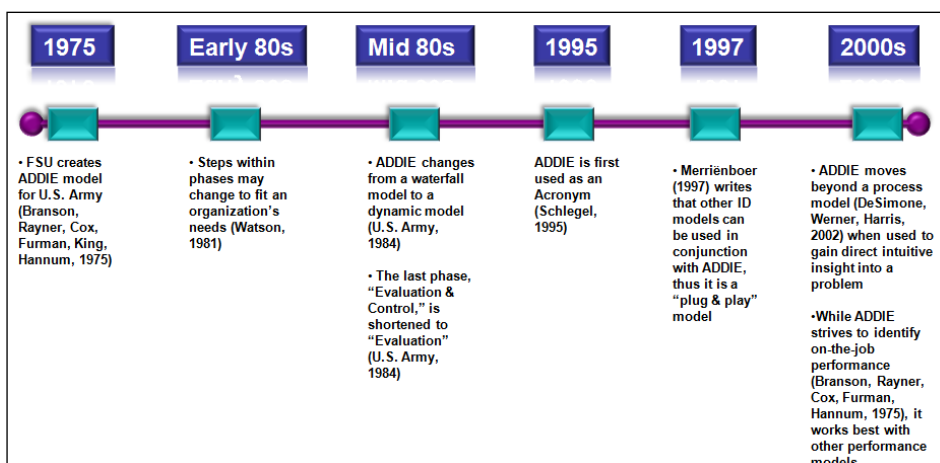 1975
Early 80s
Mid 80s
1995
1997
2000s
• FSU creates
ADDIE model
for U.S. Army
(Branson,
Rayner, Cox,
Furman, King,
Hannum, 1975)
• Steps within
phases may
change to fit an
organization’s
needs (Watson,
1981)
• ADDIE changes
from a waterfall
model to a
dynamic model
(U.S. Army,
1984)
• The last phase,
“Evaluation &
Control,” is
shortened to
“Evaluation”
(U.S. Army,
1984)
ADDIE is first
used as an
Acronym
(Schlegel,
1995)
• Merriënboer
(1997) writes
that other ID
models can
be used in
conjunction
with ADDIE,
thus it is a
“plug & play”
model
• ADDIE moves
beyond a process
model (DeSimone,
Werner, Harris,
2002) when used to
gain direct intuitive
insight into a
problem
•While ADDIE
strives to identify
on-the-job
performance
(Branson, Rayner,
Cox, Furman,
Hannum, 1975), it
works best with
other performance
models